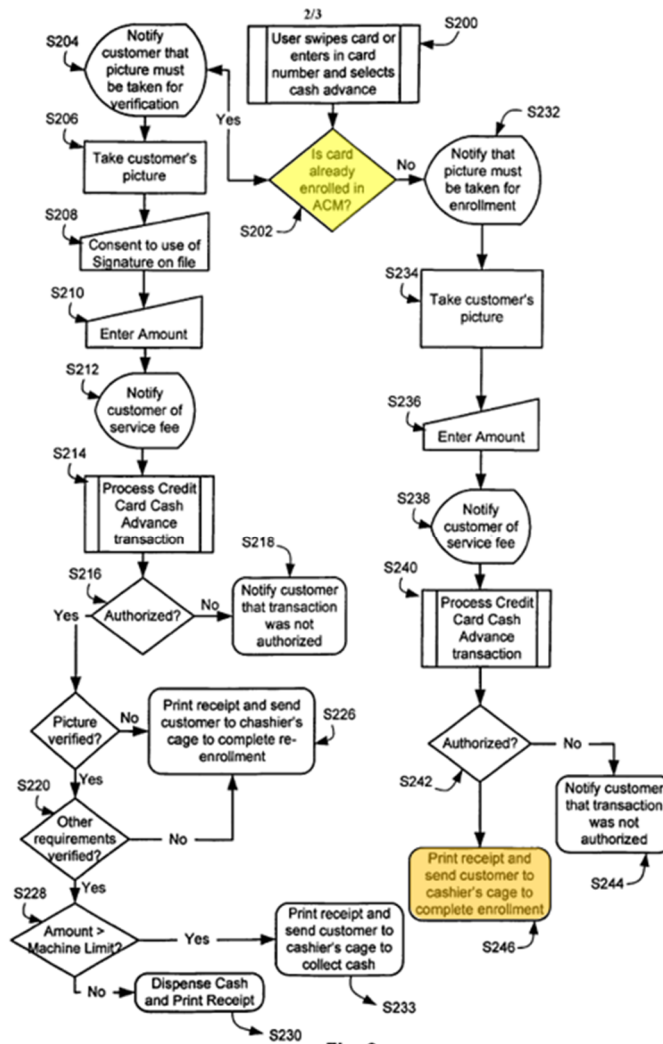 2/3
S200
User swipes card or
enters in card
number and selects
cash advance
S204
Notify
customer that
picture must
be taken for
verification
Yes
S206
Take customer's
picture
S208
Consent to use of
Signature on file
S210
Enter Amount
S212
Notify
customer of
service fee
S214
Process Credit
Card Cash
Advance
transaction
S216
Authorized?
Yes
No
S218
Notify customer
that transaction
was not
authorized
Picture
verified?
No
Yes
Print receipt and send
customer to chashier's
cage to complete re-
enrollment
S226
S220
Other
requirements
verified?
No
Yes
S228
Amount >
Machine Limit?
Yes
Print receipt and
send customer to
cashier's cage to
collect cash
S233
No
Dispense Cash
and Print Receipt
S230
Is card
already
enrolled in
ACM?
S202
No
S232
Notify that
picture must
be taken for
enrollment
S234
Take customer's
picture
S236
Enter Amount
S238
Notify
customer of
service fee
S240
Process Credit
Card Cash
Advance
transaction
Authorized?
S242
No
Notify customer
that transaction
was not
authorized
S244
Print receipt and
send customer to
cashier's cage to
complete enrollment
S246